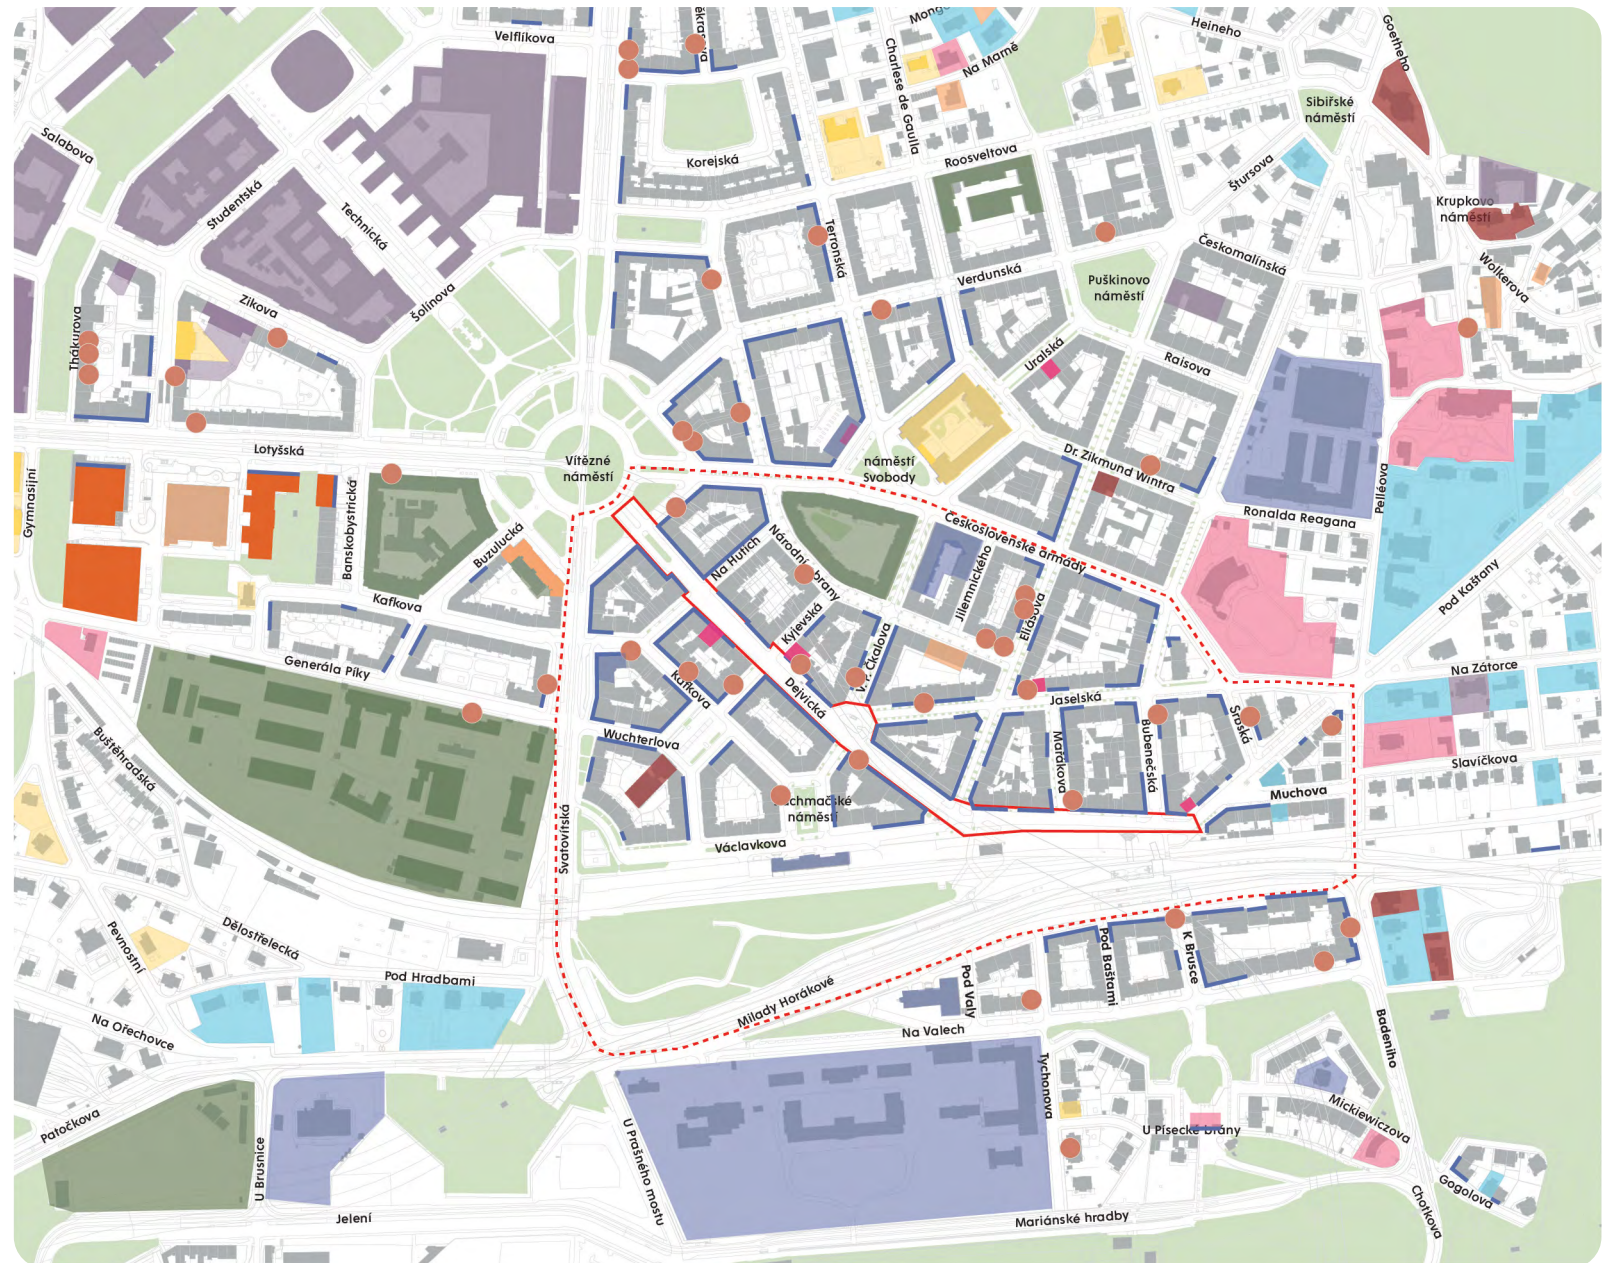 Velflíkova
Na Marně
Heineho
Goetheho
Charlese de Gaulla
Sibiřské
náměstí
Salabova
Korejská
Roosveltova
Štursova
Studentská
Technická
Krupkovo
náměstí
Terronská
Českomalínská
Verdunská
Puškinovo
náměstí
Wolkerova
Zikova
Šolínova
Thákurova
Uralská
Raisova
Lotyšská
Vítězné
náměstí
náměstí
Svobody
Dr. Zikmund Wintra
Pelléova
Gymnasijní
Banskobystrická
Buzulucká
Československé armády
Ronalda Reagana
Na Hutích
Národní obrany
Jilemnického
Eliášova
Pod Kaštany
Kafkova
Kyjevská
V. P. Čkalova
Generála Píky
Kafkova
Dejvická
Jaselská
Na Zátorce
Wuchterlova
Srbská
Bubenečská
Marákova
Slavíčkova
Buštěhradská
náměstí
Muchova
Svatovítská
Václavkova
Pevnostní
Dělostřelecká
Pod Hradbami
Milady Horákové
Pod Valy
Pod Baštami
K Brusce
Na Ořechovce
Na Valech
Badeniho
Tychonova
Patočkova
U Brusnice
U Prašného mostu
U Písecké brány
Mickiewiczova
Gogolova
Chotkova
Jelení
Mariánské hradby